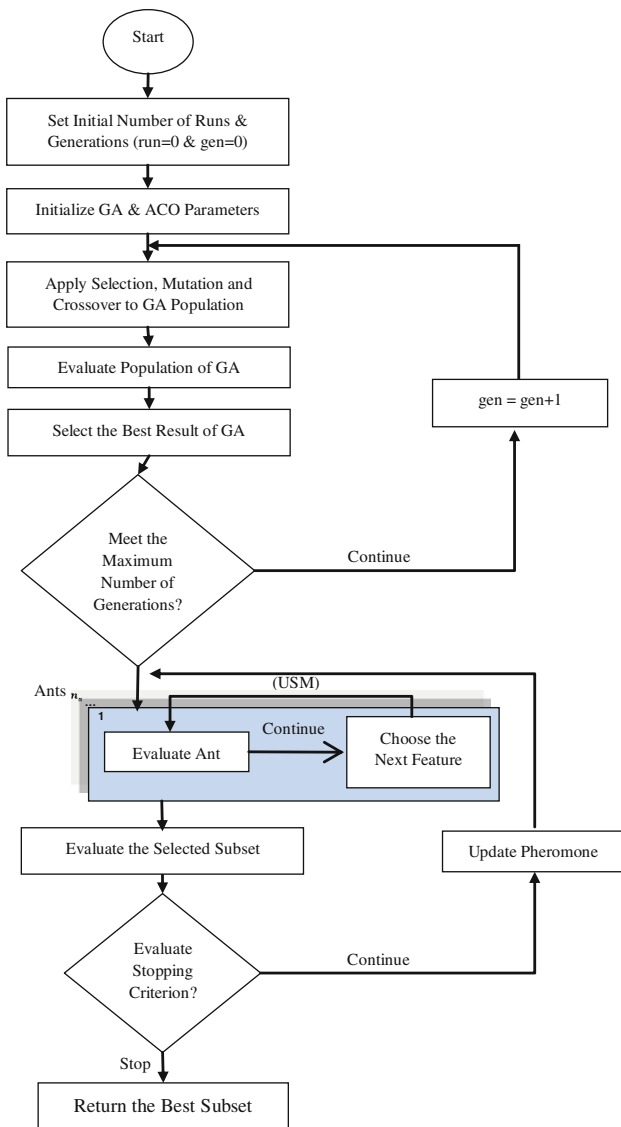 Start
Set Initial Number of Runs &
Generations (run=0 & gen=0)
Initialize GA & ACO Parameters
Apply Selection, Mutation and
Crossover to GA Population
Evaluate Population of GA
gen = gen+1
Select the Best Result of GA
Meet the
Maximum
Number of
Generations?
Continue
Ants nₐ ...
(USM)
1
Continue
Evaluate Ant
Choose the
Next Feature
Evaluate the Selected Subset
Update Pheromone
Evaluate
Stopping
Criterion?
Continue
Stop
Return the Best Subset